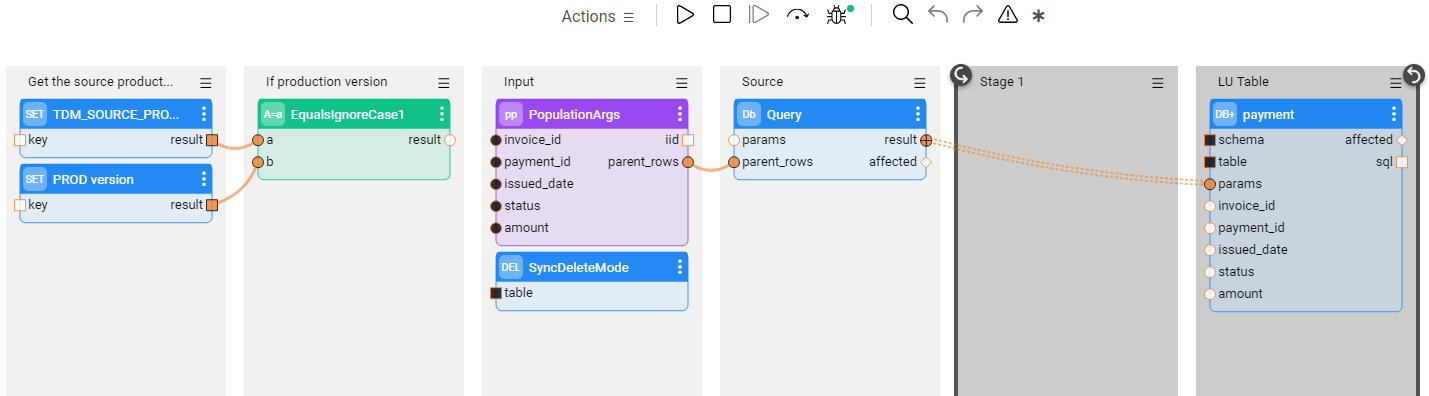 Actions
Get the source product...
SET TDM_SOURCE_PRO...
key result
SET PROD version
key result
If production version
A=a EqualsIgnoreCase1
a result
b
Input
pp PopulationArgs
invoice_id iid
payment_id parent_rows
issued_date
status
amount
DEL SyncDeleteMode
table
Source
Db Query
params result
parent_rows affected
Stage 1
LU Table
DB+ payment
schema affected
table sql
params
invoice_id
payment_id
issued_date
status
amount